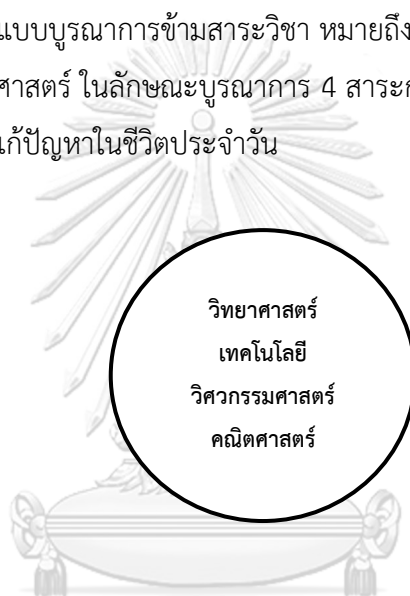 แบบบูรณาการข้ามสาระวิชา หมายถึง
ศาสตร์ ในลักษณะบูรณาการ 4 สาระก
ก้ปัญหาในชีวิตประจำวัน
วิทยาศาสตร์
เทคโนโลยี
วิศวกรรมศาสตร์
คณิตศาสตร์